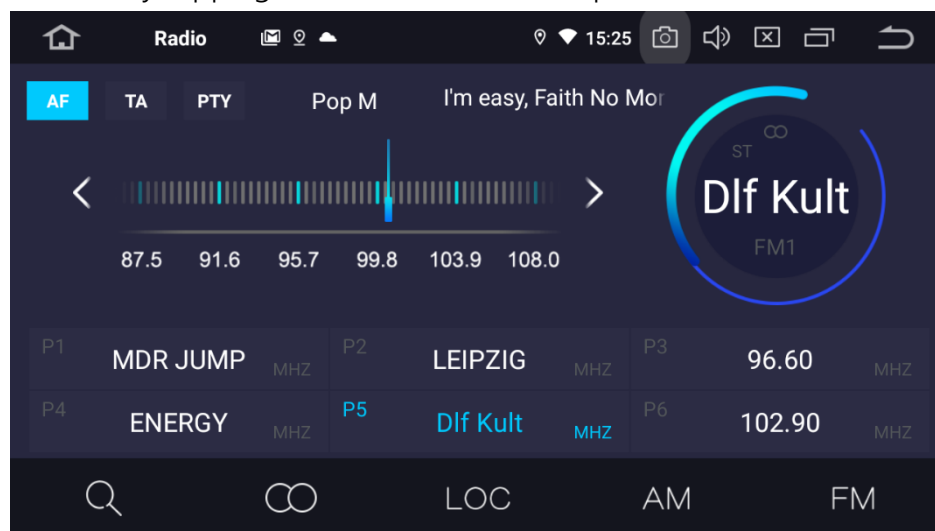 Radio 15:25
AF TA PTY Pop M I'm easy, Faith No Mor
ST
Dlf Kult
FM1
87.5 91.6 95.7 99.8 103.9 108.0
P1 MDR JUMP MHZ P2 LEIPZIG MHZ P3 96.60 MHZ
P4 ENERGY MHZ P5 Dlf Kult MHZ P6 102.90 MHZ
LOC AM FM